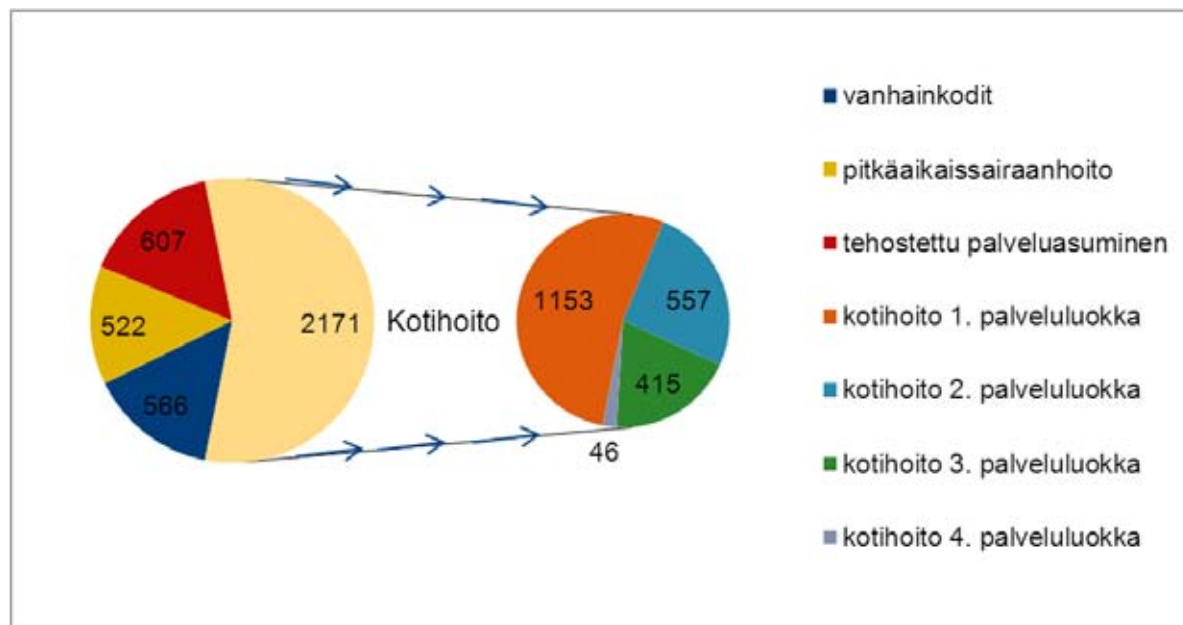 607
522
566
2171
Kotihoito
1153
557
415
46
vanhainkodit
pitkäaikaissairaanhoito
tehostettu palveluasuminen
kotihoito 1. palveluluokka
kotihoito 2. palveluluokka
kotihoito 3. palveluluokka
kotihoito 4. palveluluokka